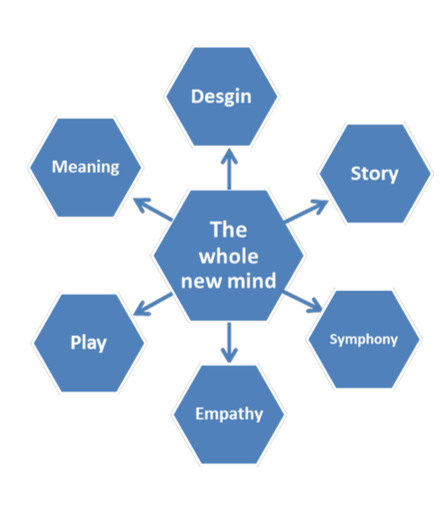 Desgin
Meaning
Story
The
whole
new mind
Play
Symphony
Empathy